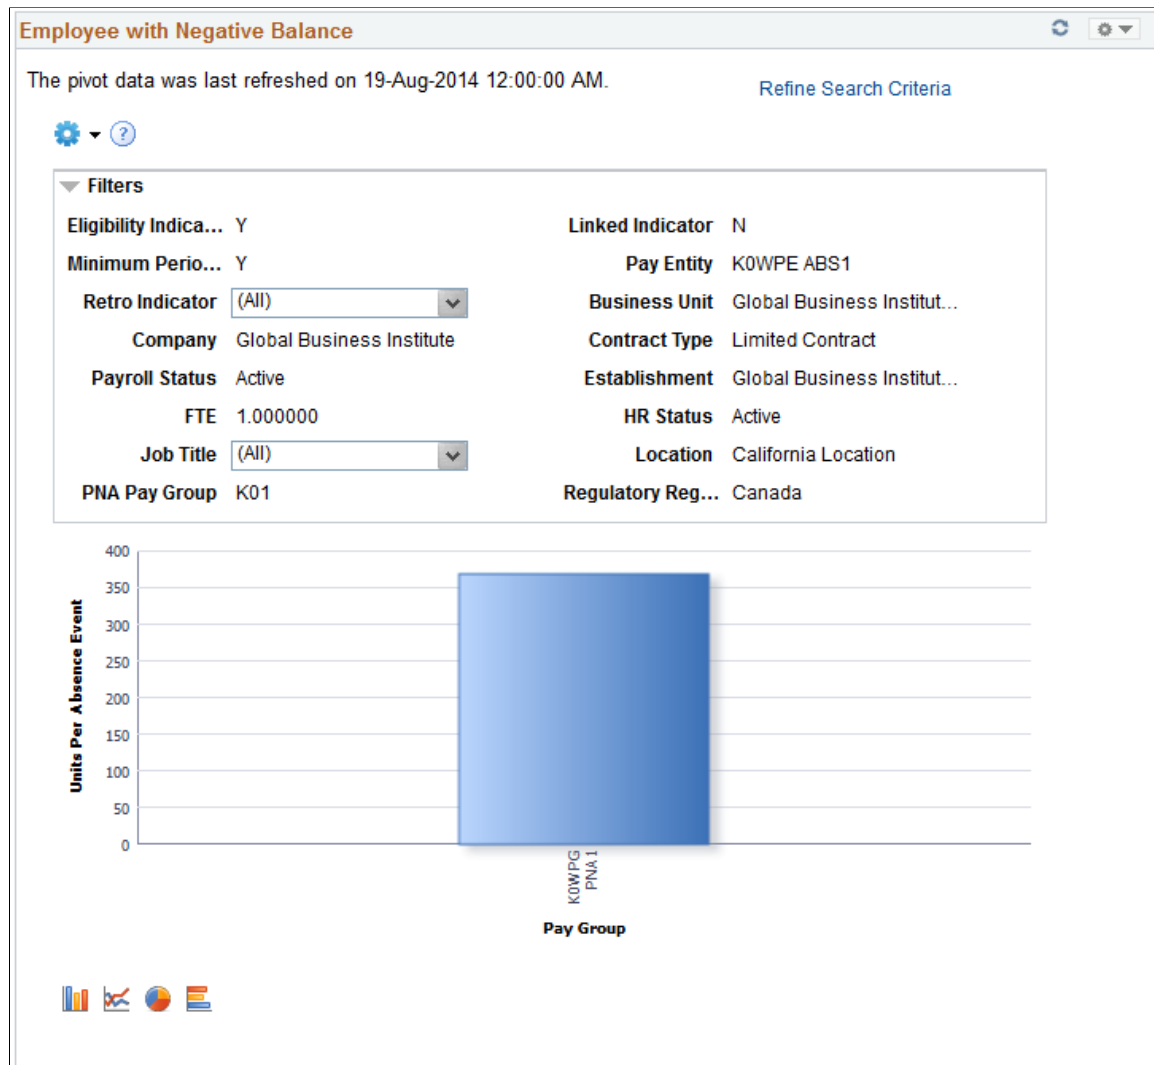 Employee with Negative Balance
The pivot data was last refreshed on 19-Aug-2014 12:00:00 AM.
Refine Search Criteria
?
Filters
Eligibility Indica... Y Linked Indicator N
Minimum Perio... Y Pay Entity K0WPE ABS1
Retro Indicator (All) Business Unit Global Business Institut...
Company Global Business Institute Contract Type Limited Contract
Payroll Status Active Establishment Global Business Institut...
FTE 1.000000 HR Status Active
Job Title (All) Location California Location
PNA Pay Group K01 Regulatory Reg... Canada
400
350
300
250
200
150
100
50
0
Units Per Absence Event
K0WPG
PNA1
Pay Group